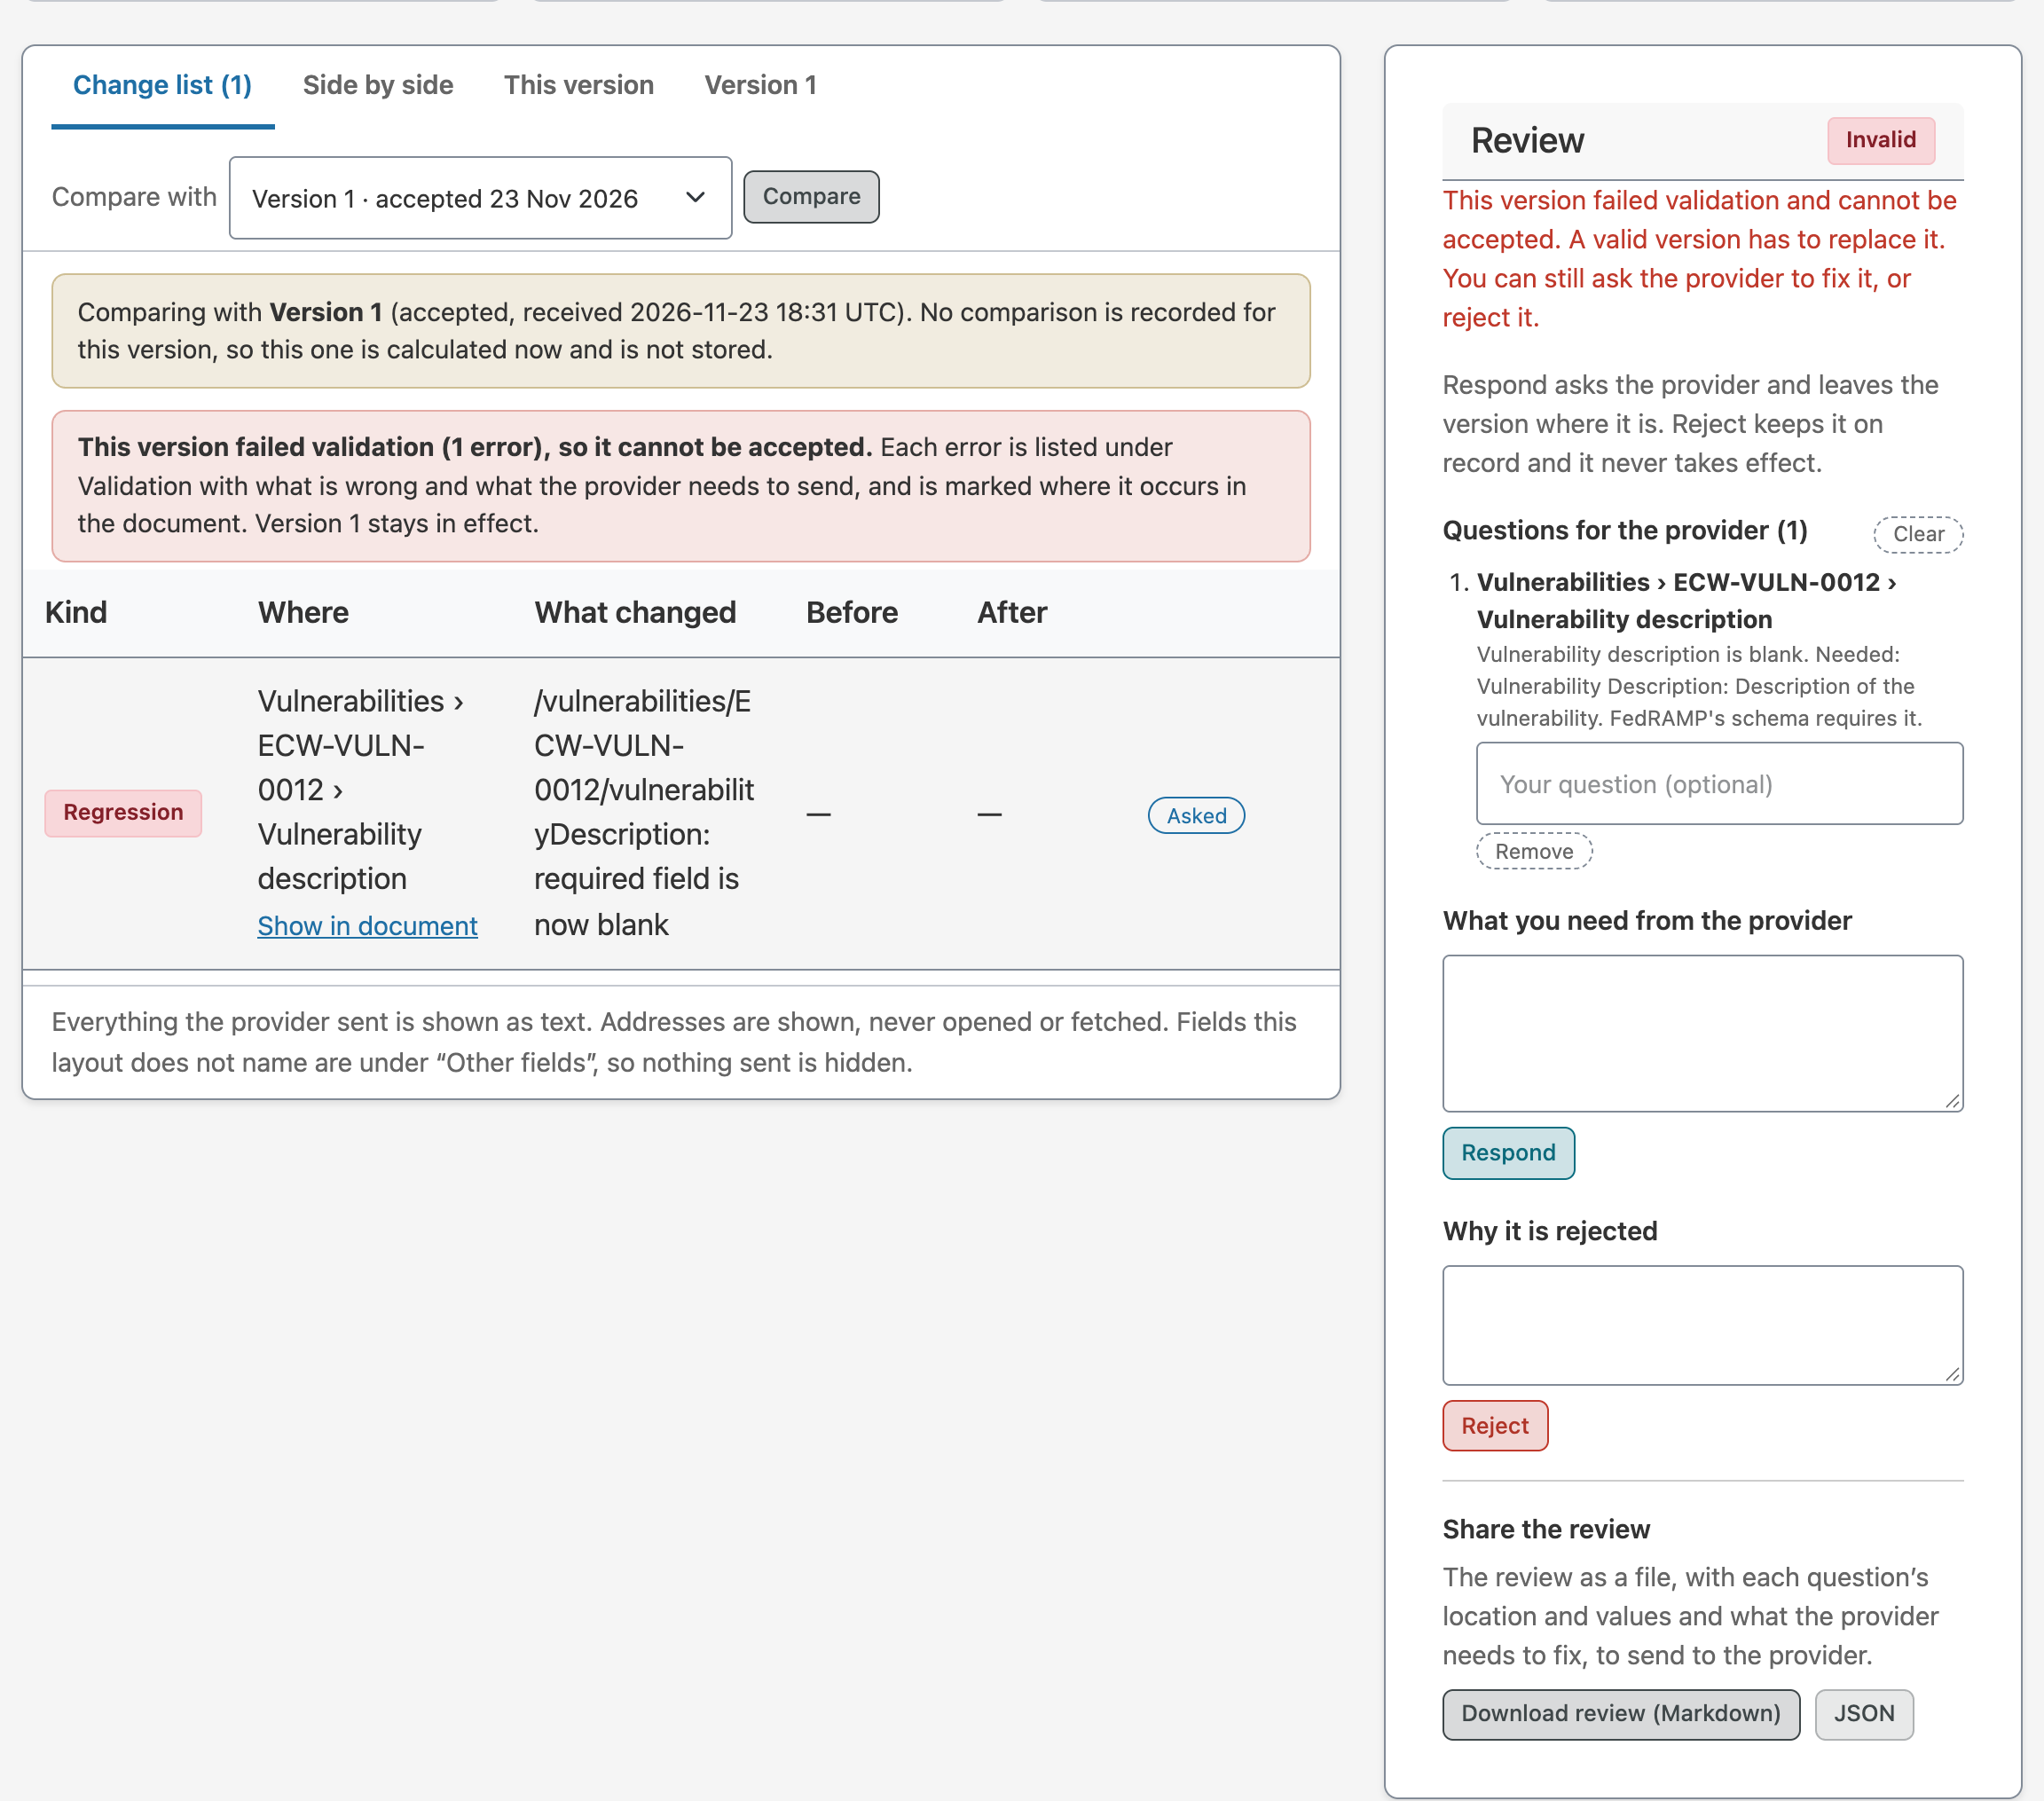 Change list (1)
Side by side
This version
Version 1
Compare with
Version 1 · accepted 23 Nov 2026
Compare
Comparing with Version 1 (accepted, received 2026-11-23 18:31 UTC). No comparison is recorded for
this version, so this one is calculated now and is not stored.
This version failed validation (1 error), so it cannot be accepted. Each error is listed under
Validation with what is wrong and what the provider needs to send, and is marked where it occurs in
the document. Version 1 stays in effect.
Kind
Where
What changed
Before
After
Regression
Vulnerabilities ›
ECW-VULN-
0012 ›
Vulnerability
description
Show in document
/vulnerabilities/E
CW-VULN-
0012/vulnerabilit
yDescription:
required field is
now blank
—
—
Asked
Everything the provider sent is shown as text. Addresses are shown, never opened or fetched. Fields this
layout does not name are under “Other fields”, so nothing sent is hidden.
Review
Invalid
This version failed validation and cannot be
accepted. A valid version has to replace it.
You can still ask the provider to fix it, or
reject it.
Respond asks the provider and leaves the
version where it is. Reject keeps it on
record and it never takes effect.
Questions for the provider (1)
Clear
1. Vulnerabilities › ECW-VULN-0012 ›
Vulnerability description
Vulnerability description is blank. Needed:
Vulnerability Description: Description of the
vulnerability. FedRAMP's schema requires it.
Your question (optional)
Remove
What you need from the provider
Respond
Why it is rejected
Reject
Share the review
The review as a file, with each question’s
location and values and what the provider
needs to fix, to send to the provider.
Download review (Markdown)
JSON